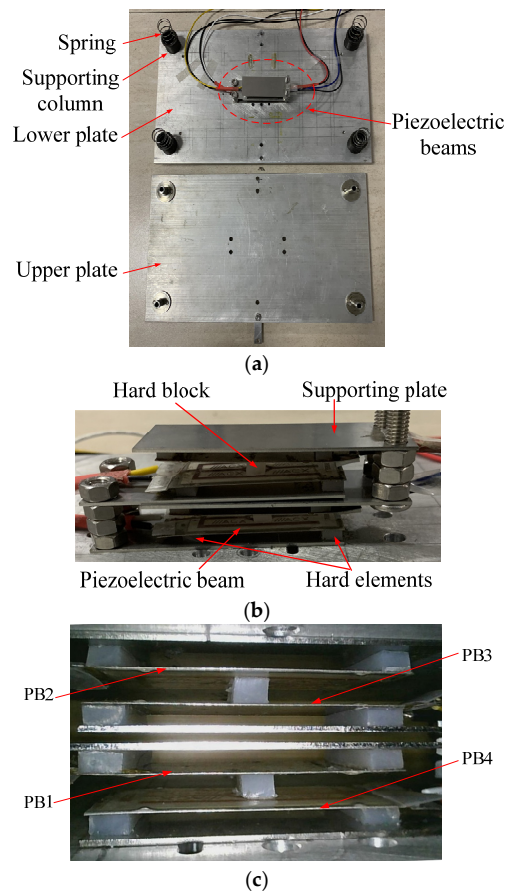 Spring
Supporting
column
Lower plate
Piezoelectric
beams
Upper plate
(a)
Hard block
Supporting plate
Piezoelectric beam
Hard elements
(b)
PB2
PB3
PB1
PB4
(c)